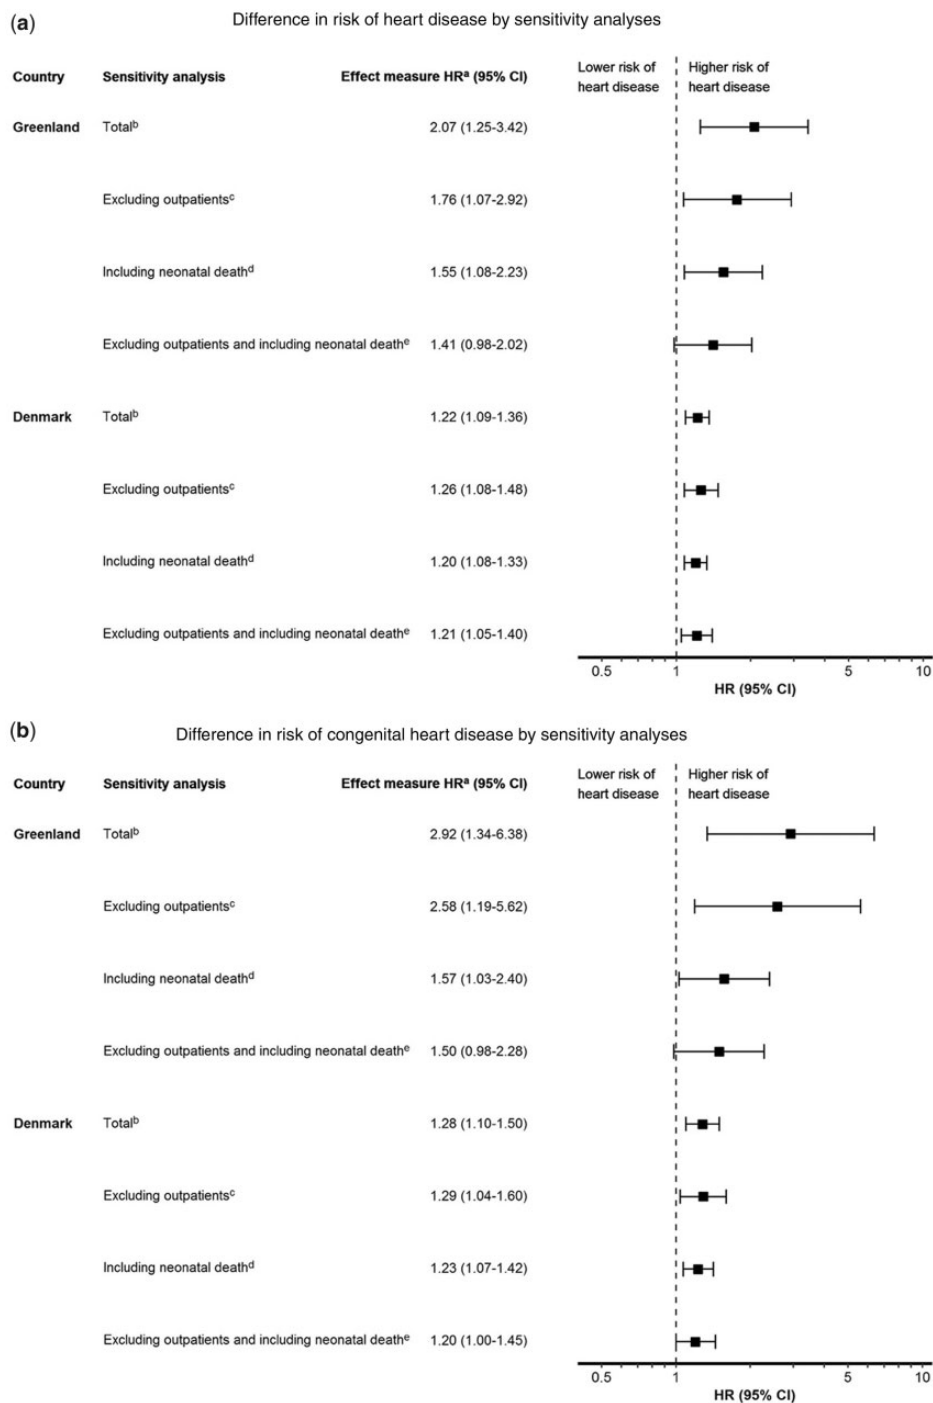 (a) Difference in risk of heart disease by sensitivity analyses
Lower risk of Higher risk of
Country Sensitivity analysis Effect measure HRᵃ (95% CI) heart disease heart disease
Greenland Totalᵇ 2.07 (1.25-3.42)
Excluding outpatientsᶜ 1.76 (1.07-2.92)
Including neonatal deathᵈ 1.55 (1.08-2.23)
Excluding outpatients and including neonatal deathᵉ 1.41 (0.98-2.02)
Denmark Totalᵇ 1.22 (1.09-1.36)
Excluding outpatientsᶜ 1.26 (1.08-1.48)
Including neonatal deathᵈ 1.20 (1.08-1.33)
Excluding outpatients and including neonatal deathᵉ 1.21 (1.05-1.40)
0.5 1 5 10
HR (95% CI)
(b) Difference in risk of congenital heart disease by sensitivity analyses
Lower risk of Higher risk of
Country Sensitivity analysis Effect measure HRᵃ (95% CI) heart disease heart disease
Greenland Totalᵇ 2.92 (1.34-6.38)
Excluding outpatientsᶜ 2.58 (1.19-5.62)
Including neonatal deathᵈ 1.57 (1.03-2.40)
Excluding outpatients and including neonatal deathᵉ 1.50 (0.98-2.28)
Denmark Totalᵇ 1.28 (1.10-1.50)
Excluding outpatientsᶜ 1.29 (1.04-1.60)
Including neonatal deathᵈ 1.23 (1.07-1.42)
Excluding outpatients and including neonatal deathᵉ 1.20 (1.00-1.45)
0.5 1 5 10
HR (95% CI)